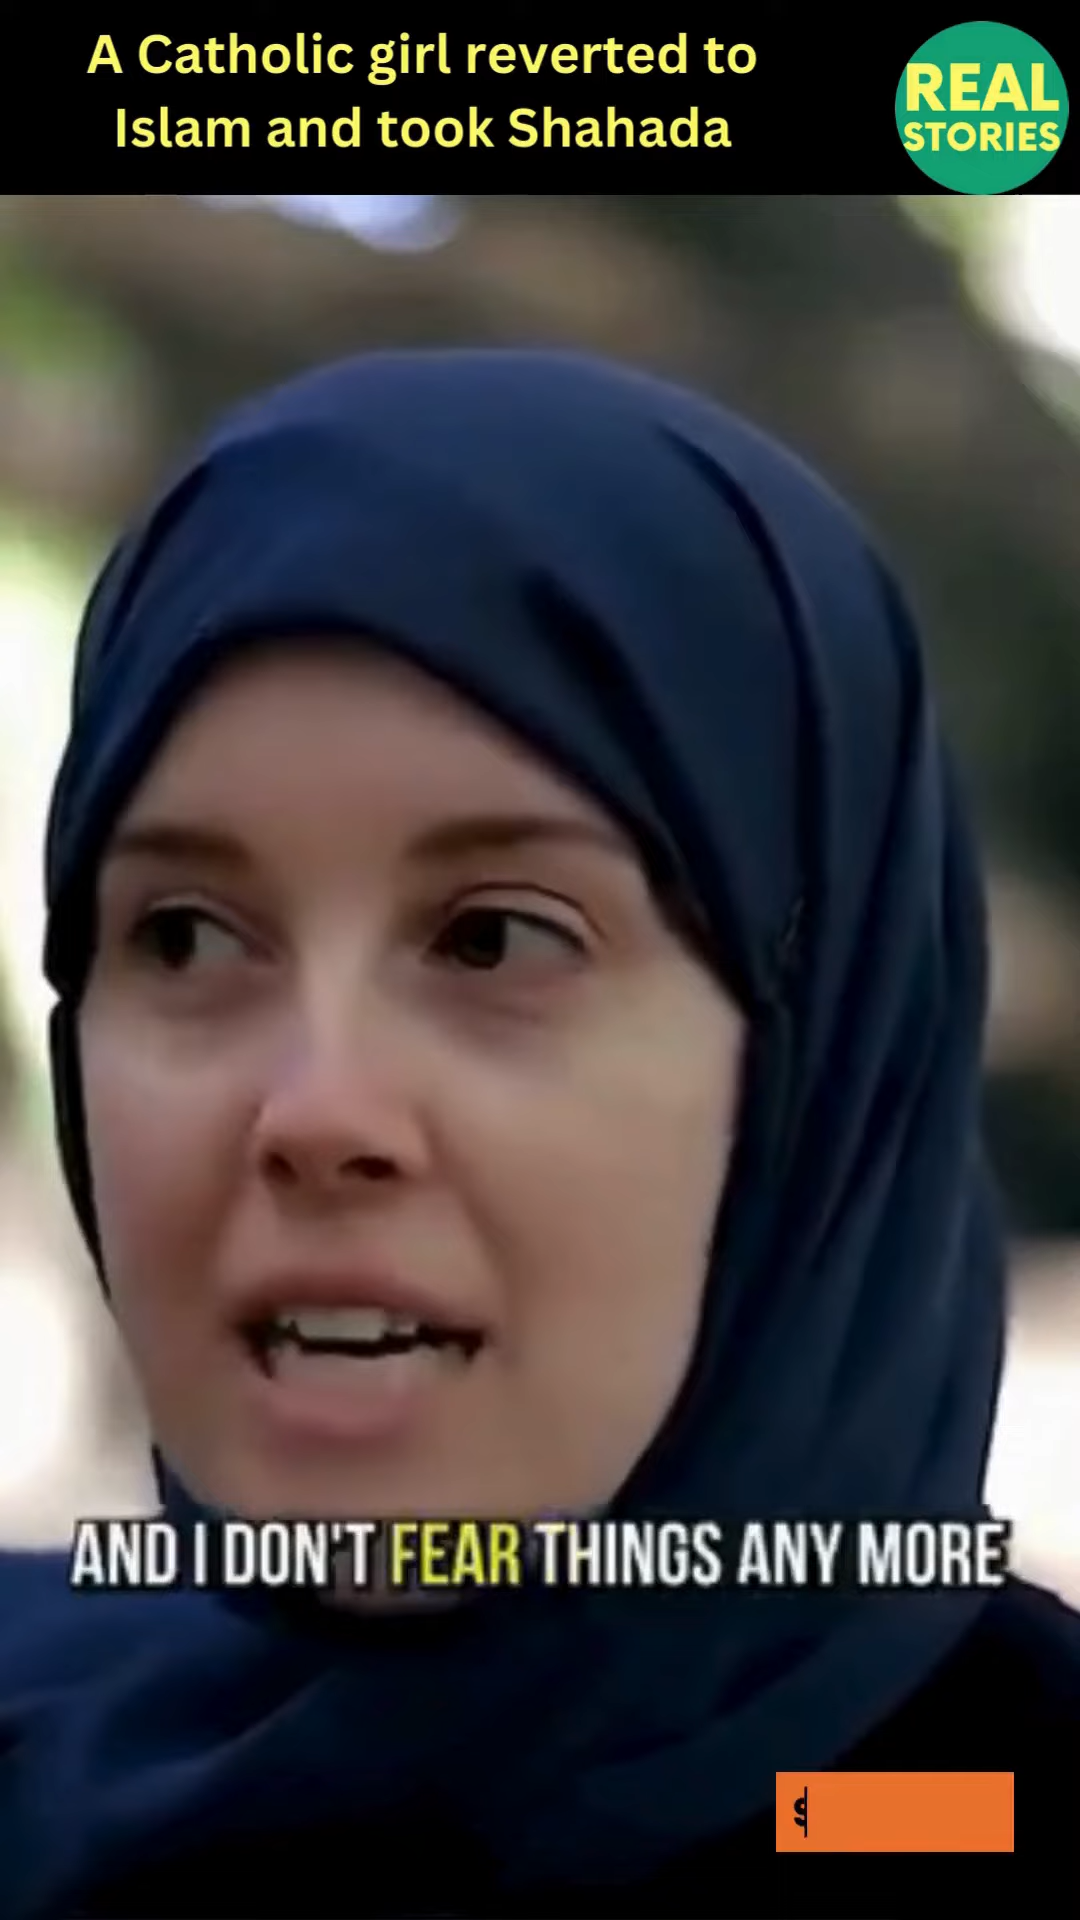 A Catholic girl reverted to
Islam and took Shahada
REAL
STORIES
AND I DON'T FEAR THINGS ANY MORE